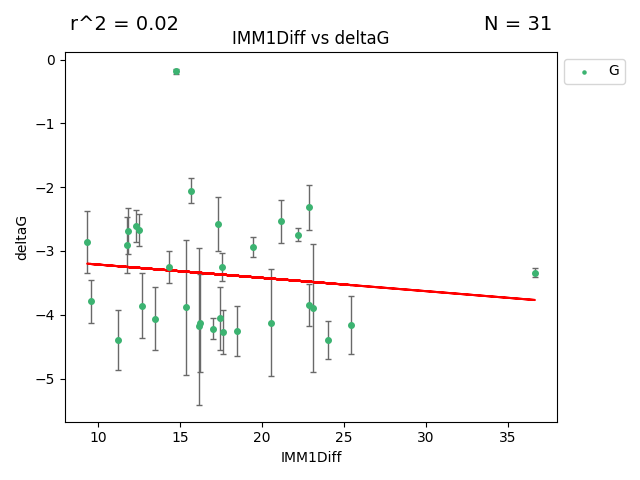 r^2 = 0.02
N = 31
IMM1Diff vs deltaG
G
0
−1
−2
−3
−4
−5
deltaG
10
15
20
25
30
35
IMM1Diff